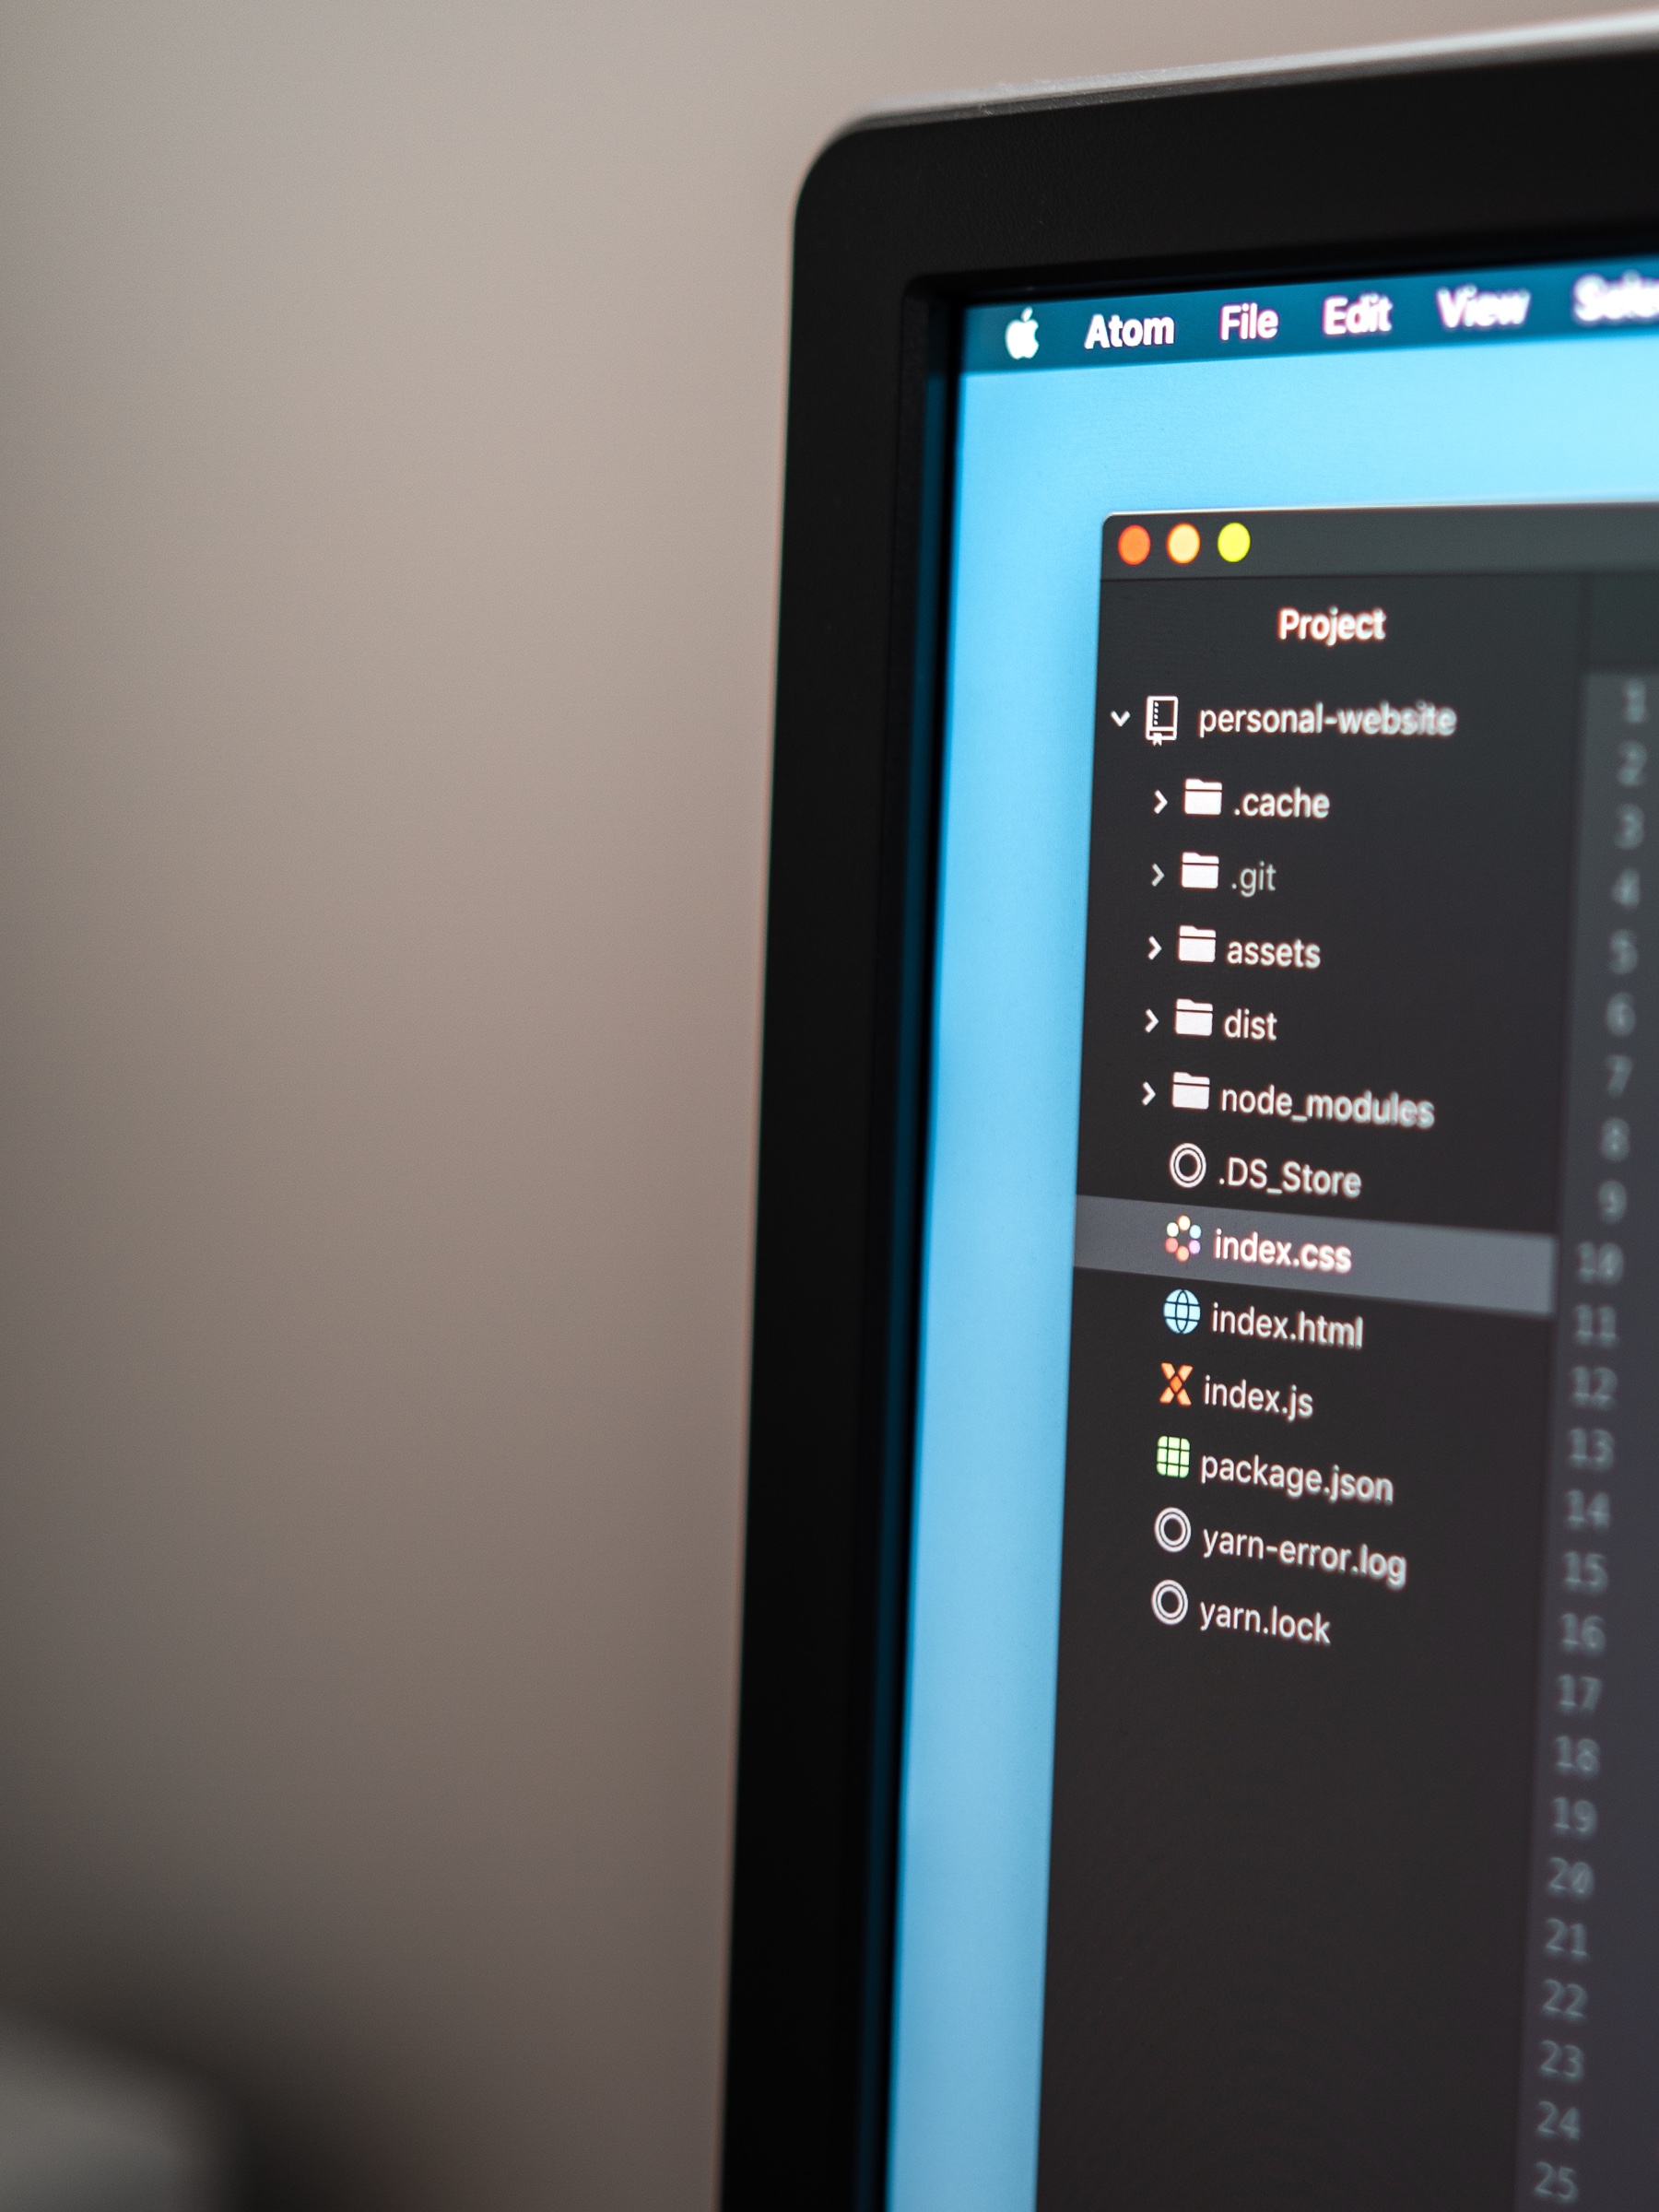 Atom File Edit View
Project
personal-website
.cache
.git
assets
dist
node_modules
.DS_Store
index.css
index.html
index.js
package.json
yarn-error.log
yarn.lock
1
2
3
4
5
6
7
8
9
10
11
12
13
14
15
16
17
18
19
20
21
22
23
24
25